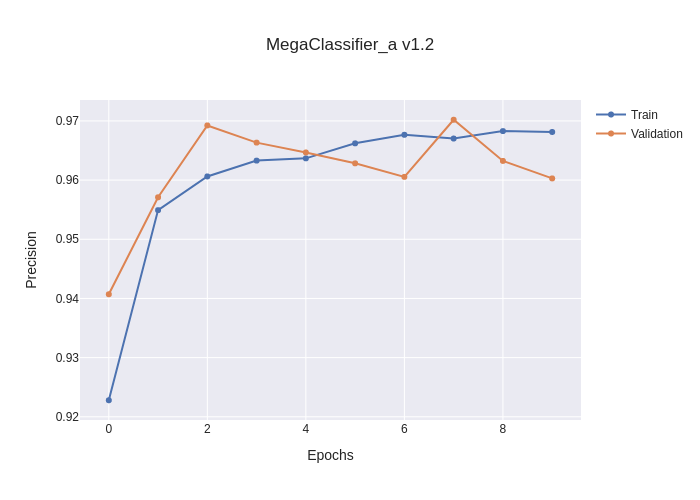 MegaClassifier_a v1.2
Train
Validation
Precision
0.97
0.96
0.95
0.94
0.93
0.92
0 2 4 6 8
Epochs